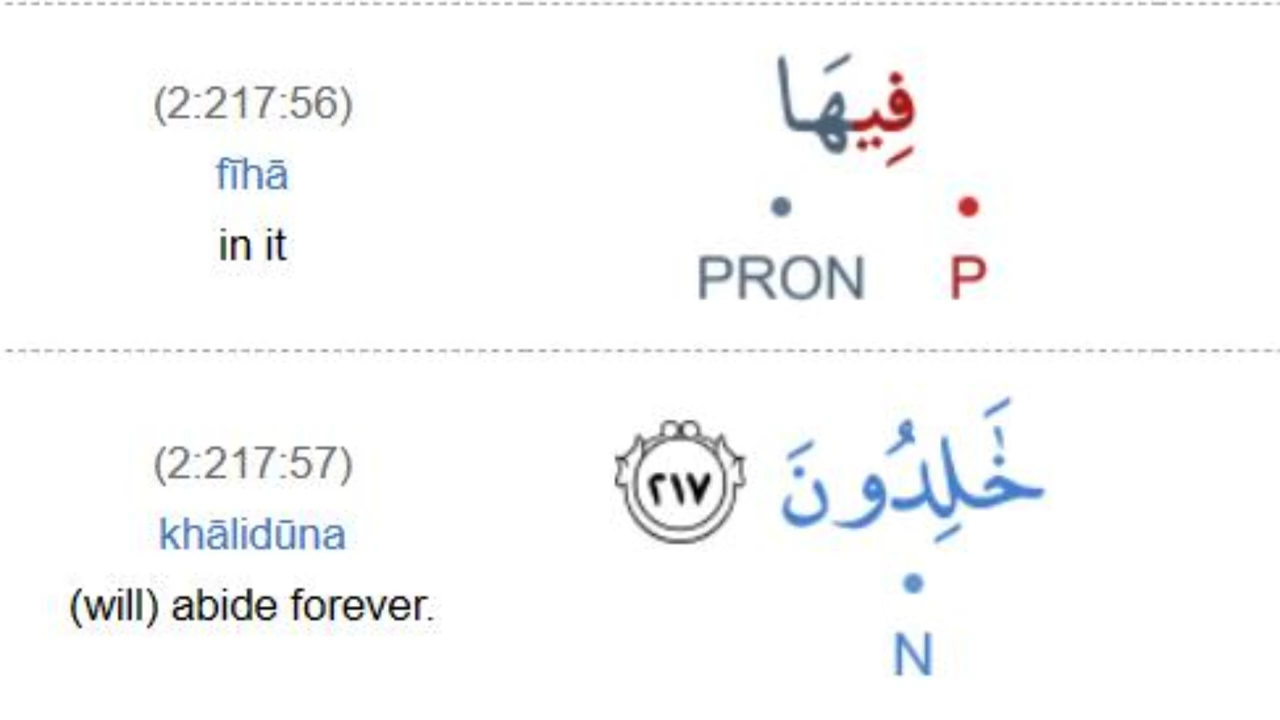 (2:217:56)
fīhā
in it
فِيهَا
PRON P
(2:217:57)
khālidūna
(will) abide forever.
خَٰلِدُونَ ٢١٧
N